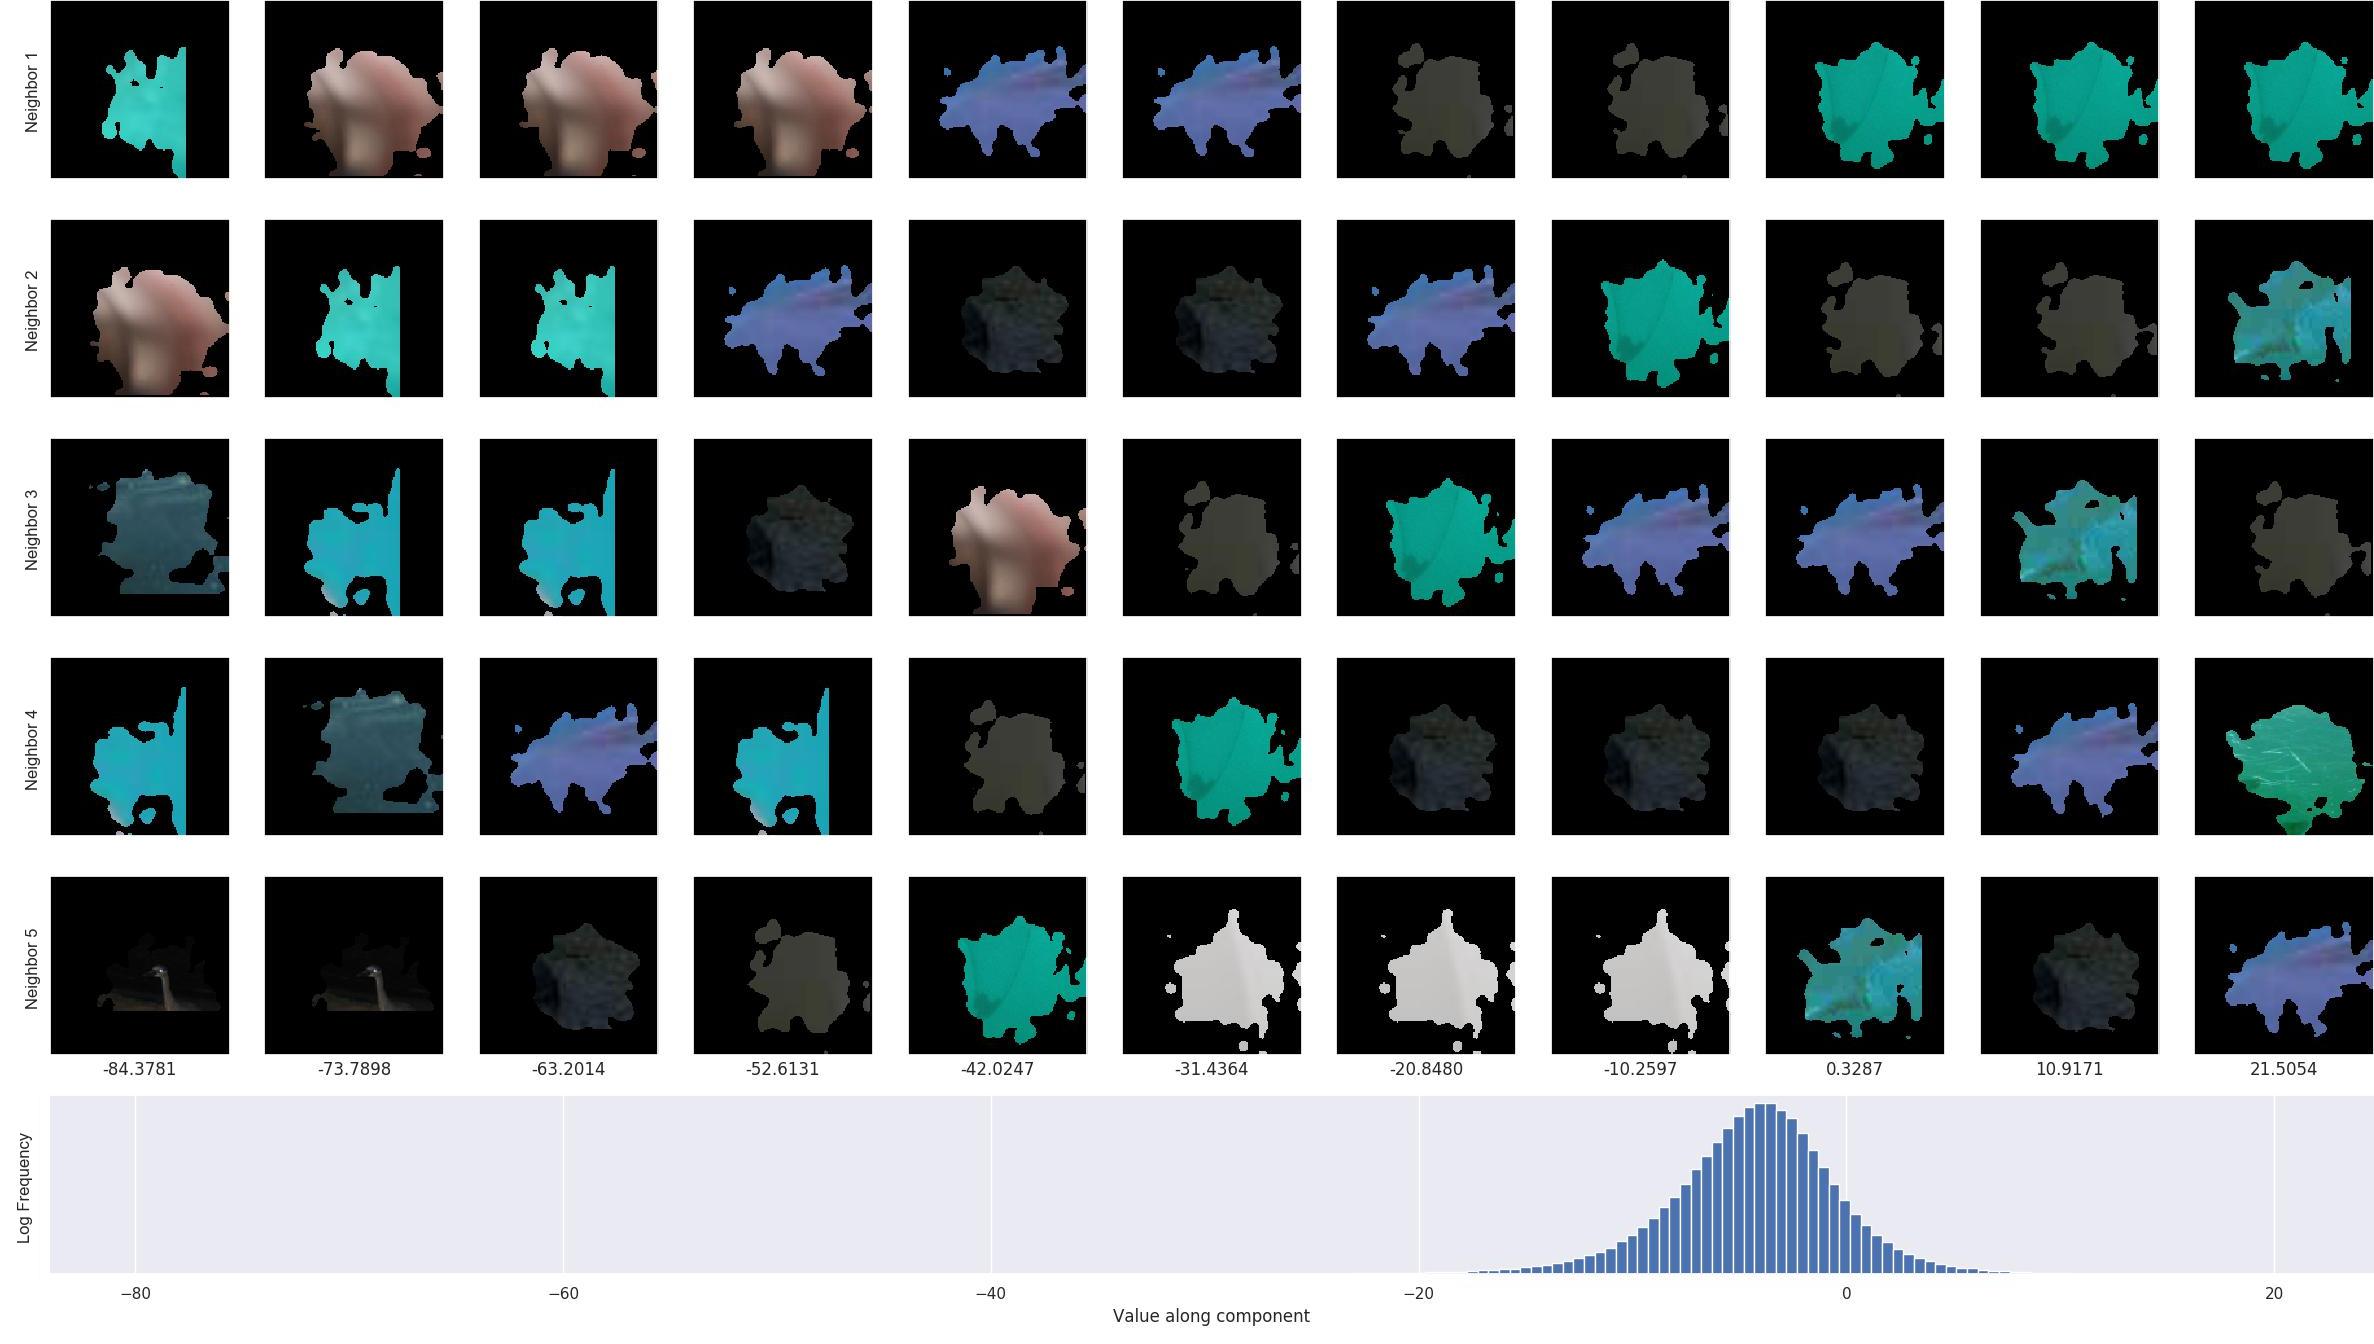 Neighbor 1
Neighbor 2
Neighbor 3
Neighbor 4
Neighbor 5
-84.3781 -73.7898 -63.2014 -52.6131 -42.0247 -31.4364 -20.8480 -10.2597 0.3287 10.9171 21.5054
Log Frequency
−80 −60 −40 −20 0 20
Value along component